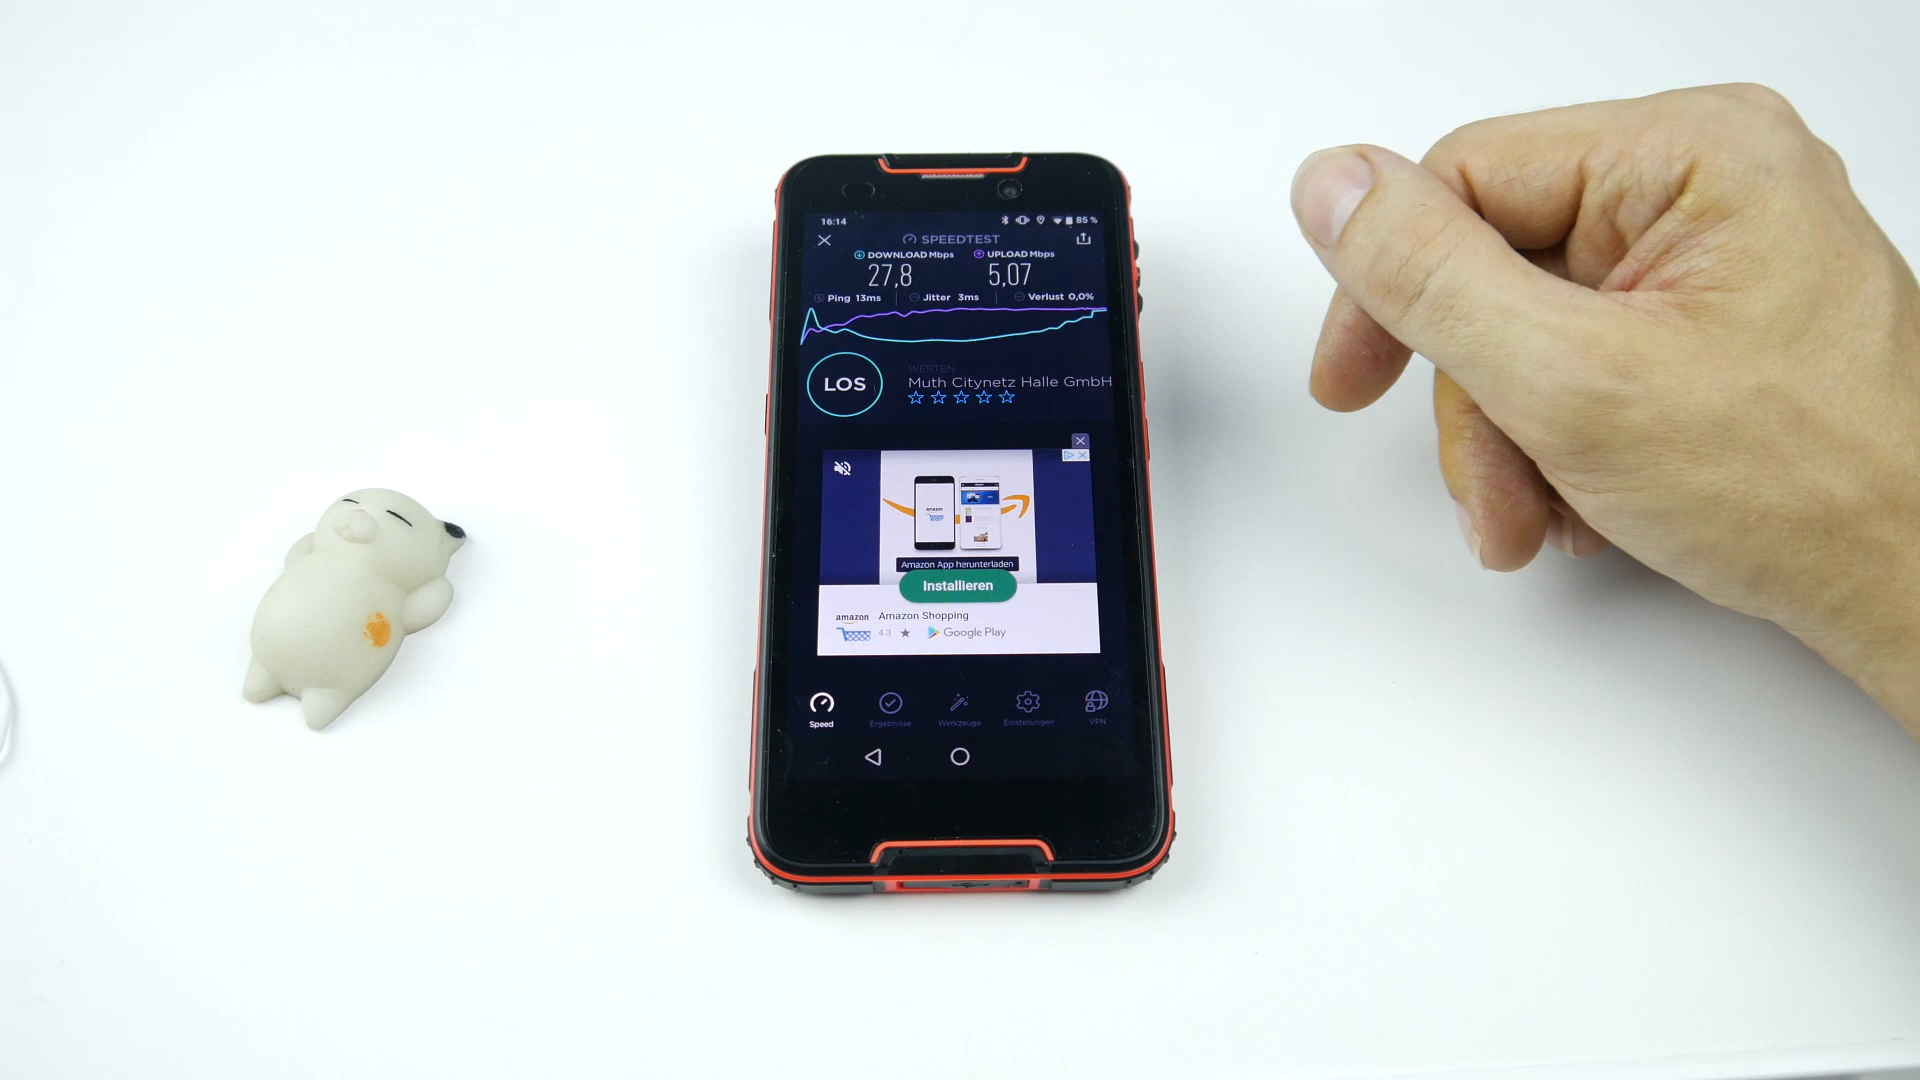 16:14 85 %
SPEEDTEST
DOWNLOAD Mbps UPLOAD Mbps
27,8 5,07
Ping 13ms Jitter 3ms Verlust 0,0%
WERTEN
LOS Muth Citynetz Halle GmbH
amazon
Amazon App herunterladen
Installieren
amazon Amazon Shopping
4.3 ★ Google Play
Speed Ergebnisse Werkzeuge Einstellungen VPN